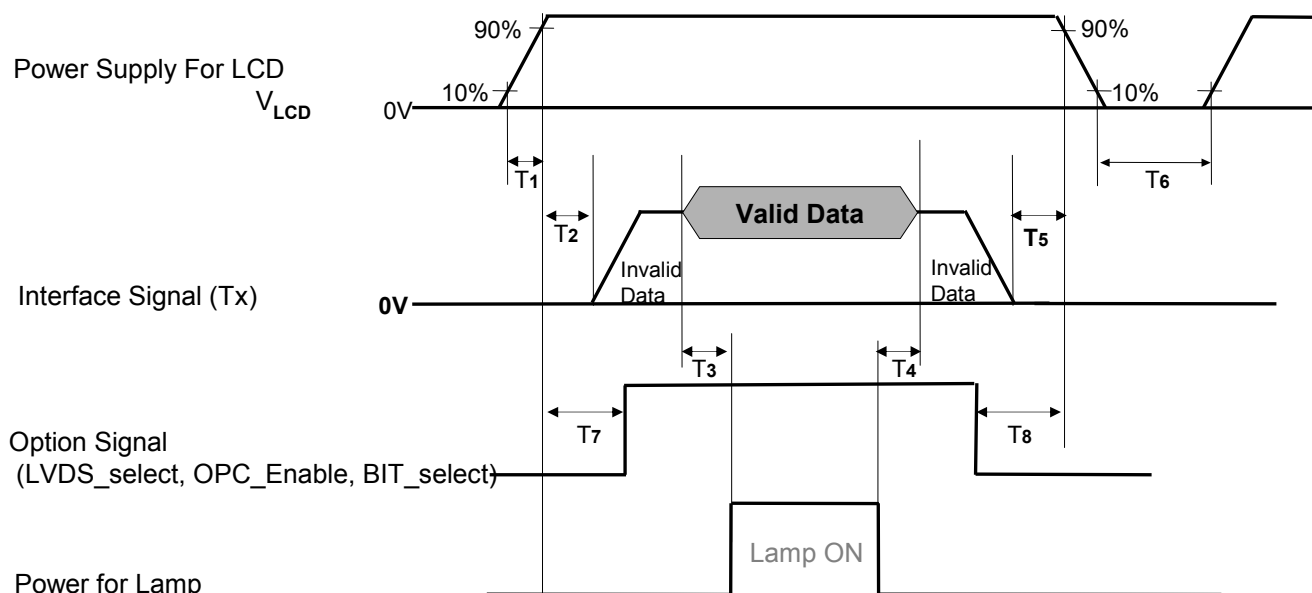 90%
90%
Power Supply For LCD
VLCD
10%
0V
10%
T1
T6
T2
Valid Data
T5
Invalid
Data
Invalid
Data
Interface Signal (Tx)
0V
T3
T4
T7
T8
Option Signal
(LVDS_select, OPC_Enable, BIT_select)
Lamp ON
Power for Lamp